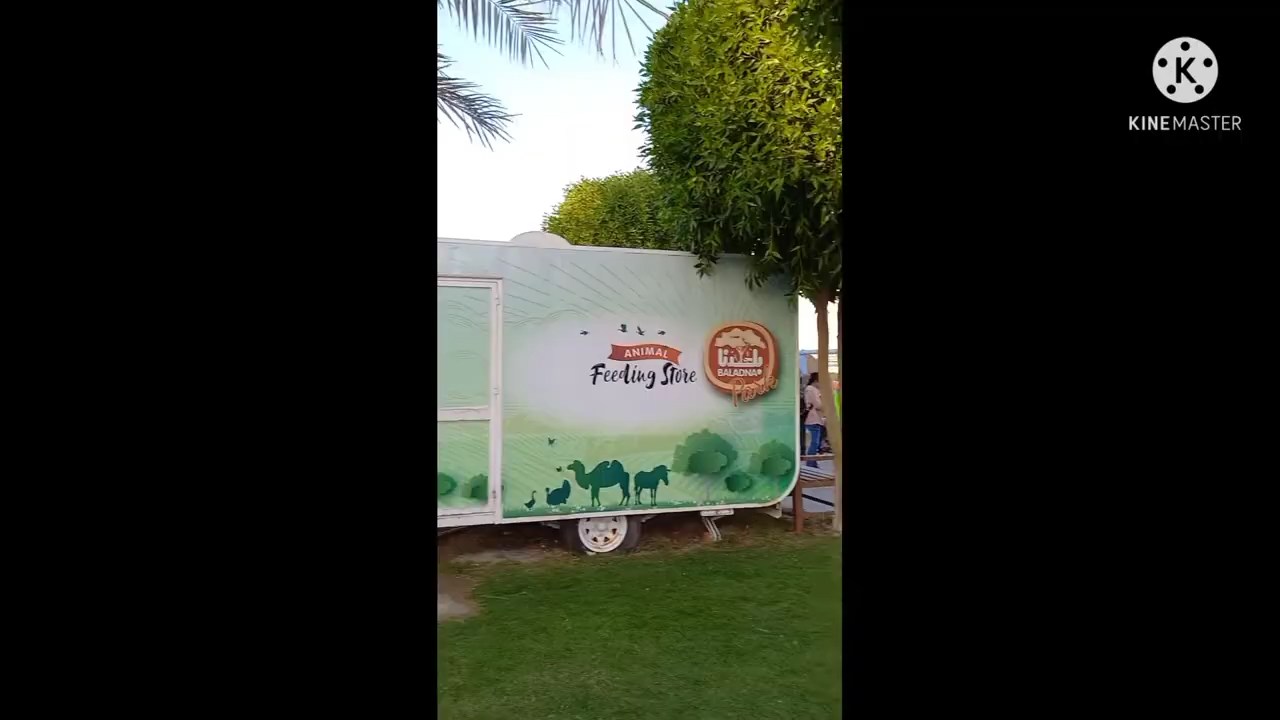 K
KINEMASTER
ANIMAL
Feeding Store
BALADNA
Park